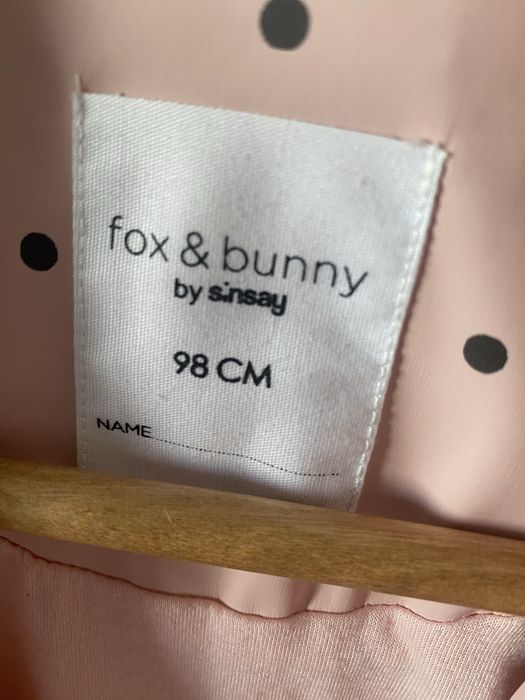 fox & bunny
by sinsay
98 CM
NAME.................................